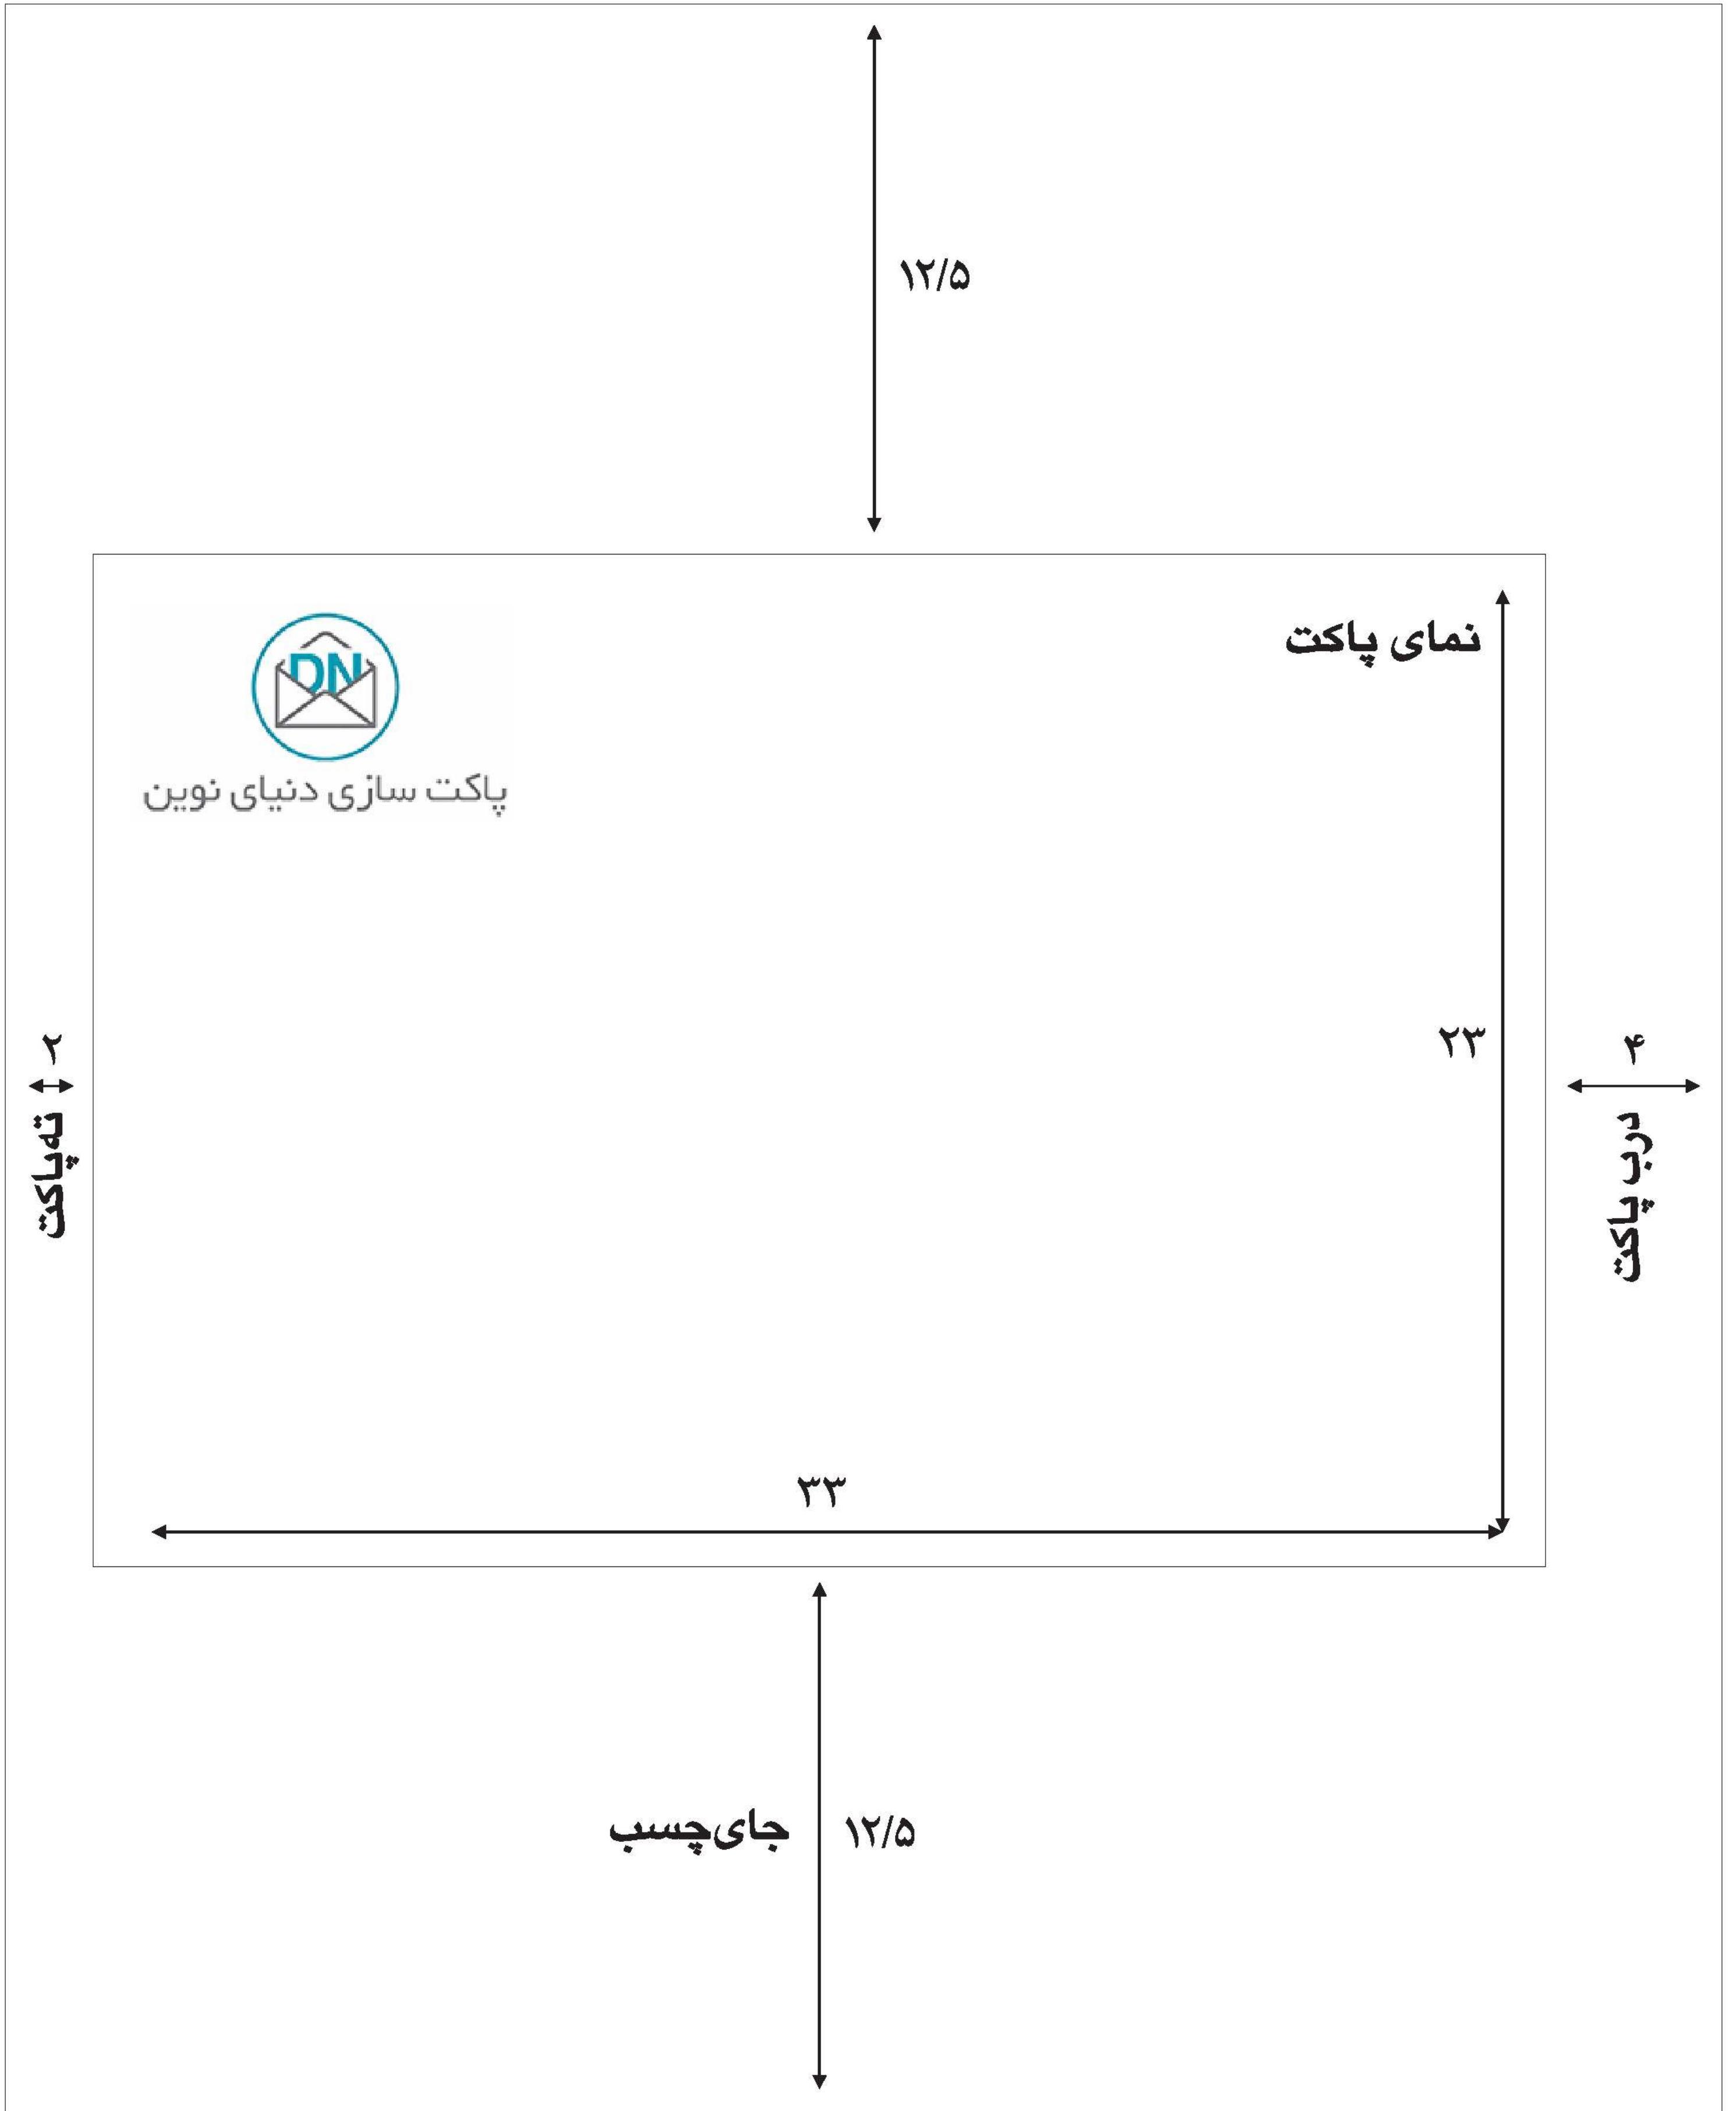 ۱۲/۵
نمای پاکت
DN
پاکت سازی دنیای نوین
۲۳
۴
درب پاکت
۲
ته‌پاکت
۳۳
۱۲/۵
جای‌چسب